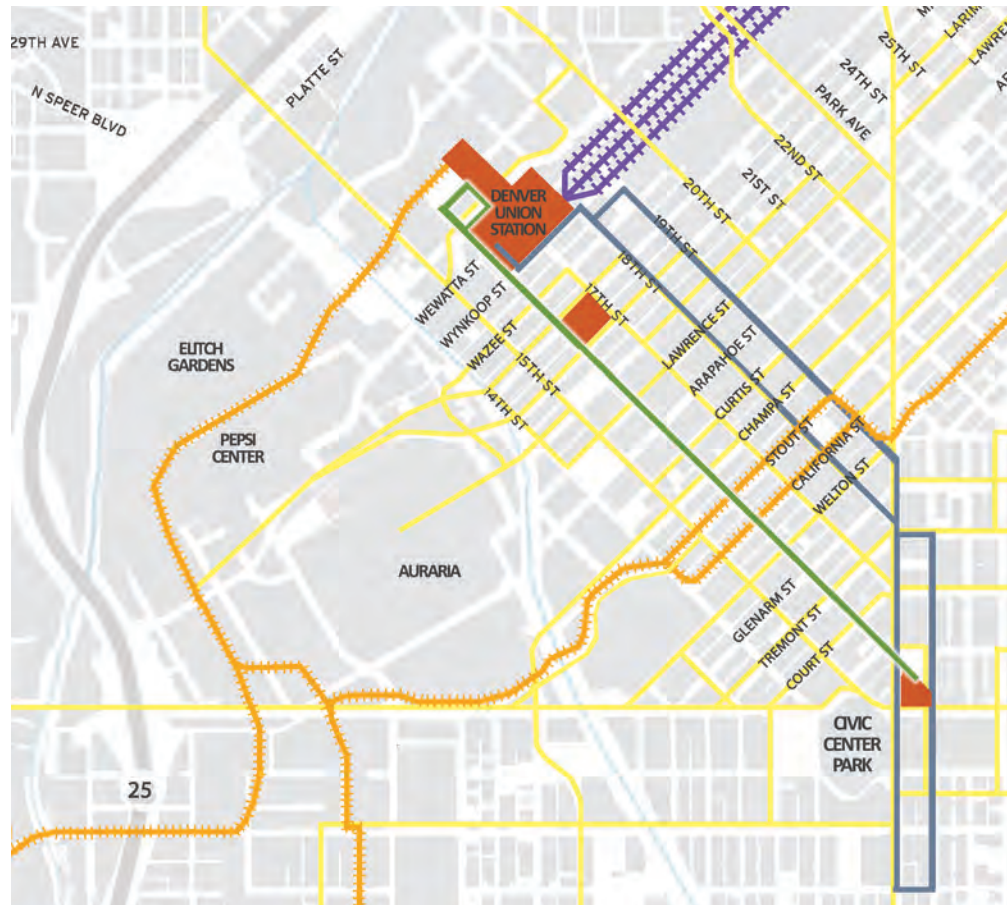 29TH AVE
N SPEER BLVD
PLATTE ST
LARIM
LAWREN
25TH ST
24TH ST
PARK AVE
22ND ST
21ST ST
20TH ST
19TH ST
18TH ST
17TH ST
DENVER
UNION
STATION
WEWATTA ST
WYNKOOP ST
WAZEE ST
15TH ST
14TH ST
LAWRENCE ST
ARAPAHOE ST
CURTIS ST
CHAMPA ST
STOUT ST
CALIFORNIA ST
WELTON ST
ELITCH
GARDENS
PEPSI
CENTER
AURARIA
GLENARM ST
TREMONT ST
COURT ST
CIVIC
CENTER
PARK
25